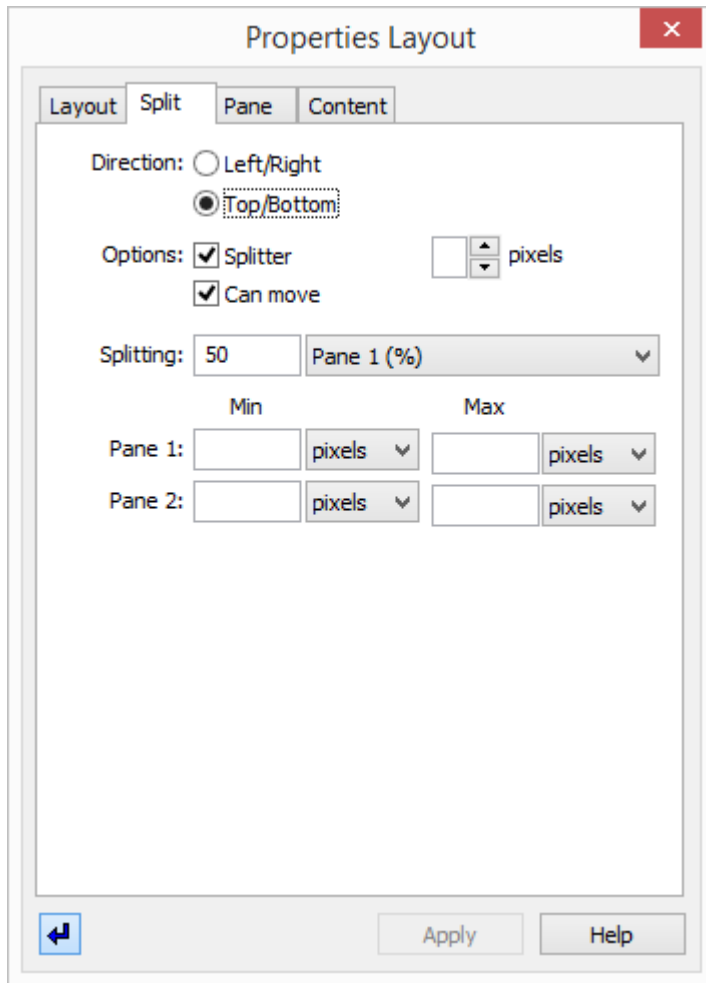 Properties Layout
Layout Split Pane Content
Direction: Left/Right
Top/Bottom
Options: Splitter pixels
Can move
Splitting: 50 Pane 1 (%)
Min Max
Pane 1: pixels pixels
Pane 2: pixels pixels
Apply Help